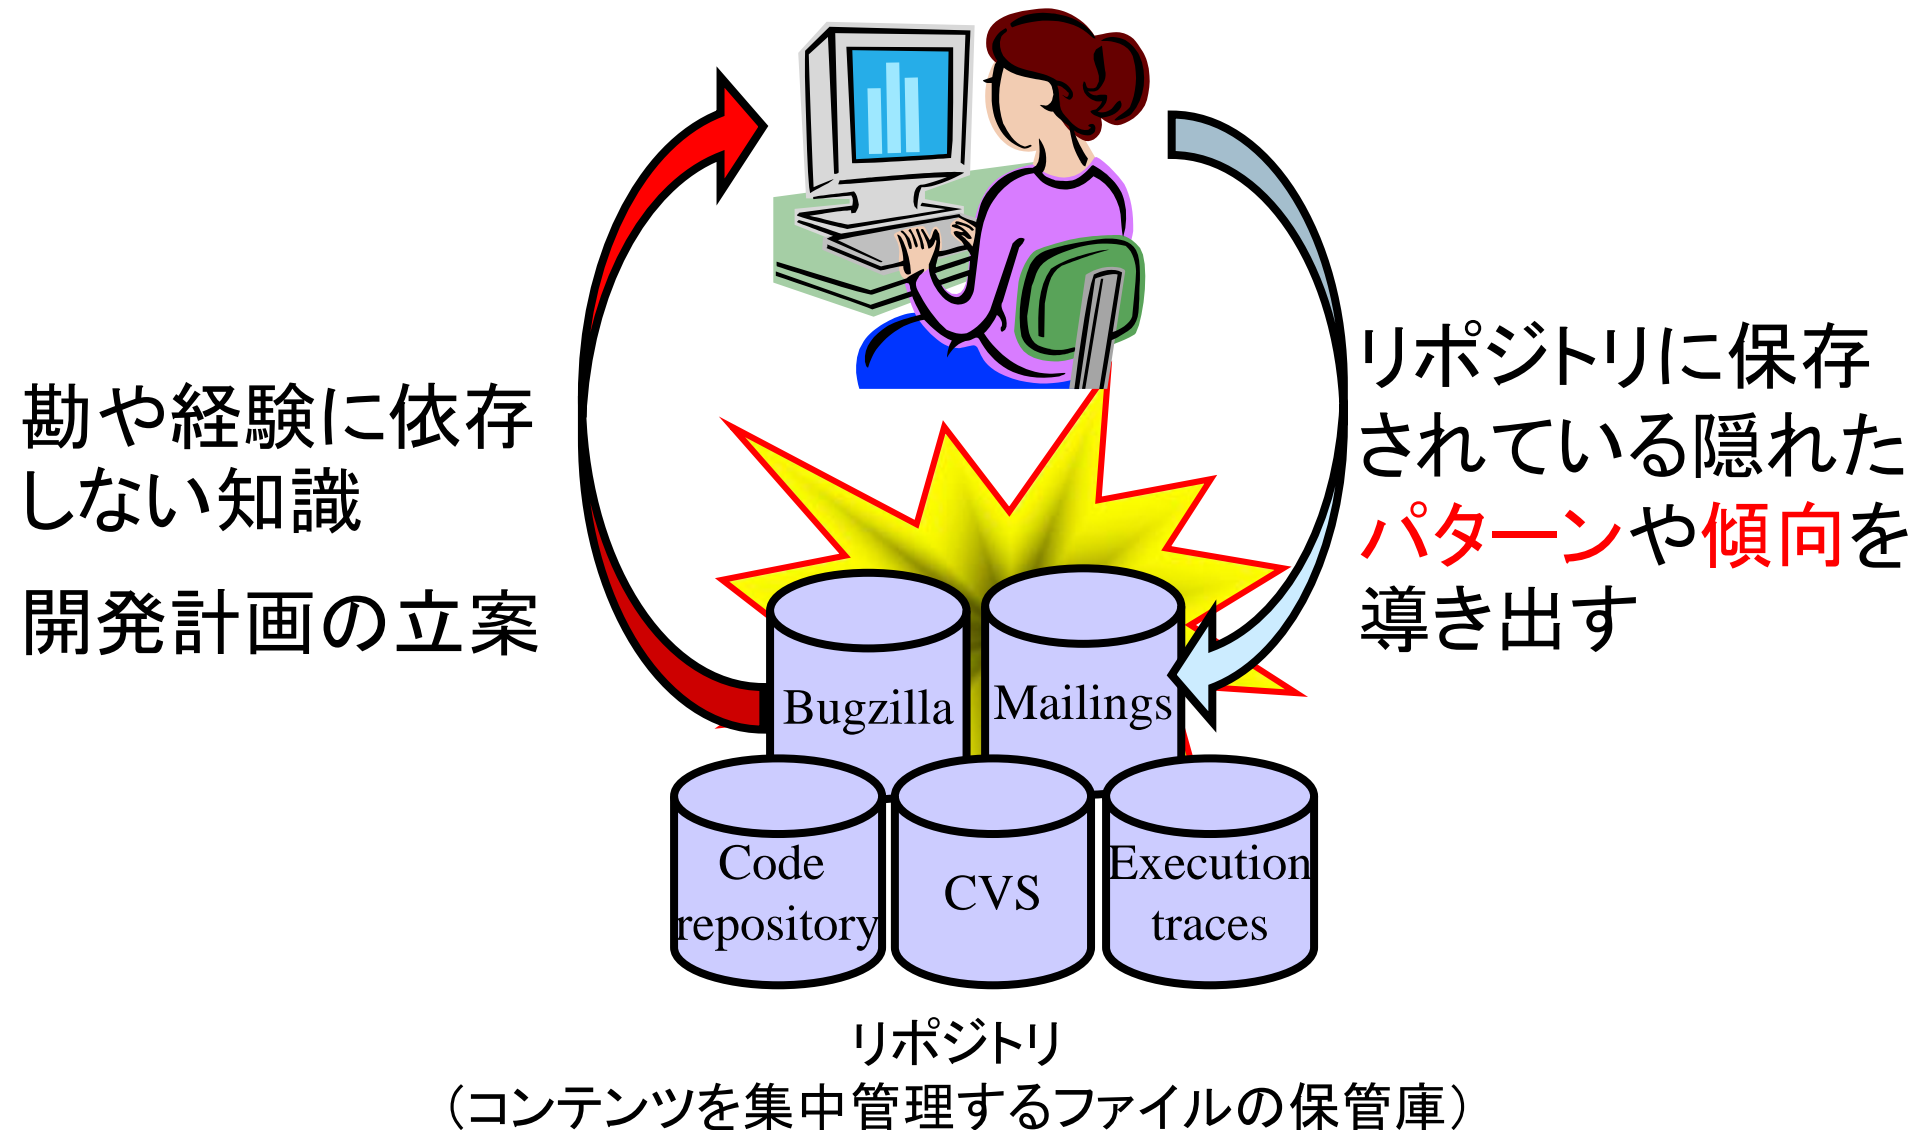 勘や経験に依存
しない知識
開発計画の立案
リポジトリに保存
されている隠れた
パターンや傾向を
導き出す
Bugzilla
Mailings
Code
repository
CVS
Execution
traces
リポジトリ
（コンテンツを集中管理するファイルの保管庫）